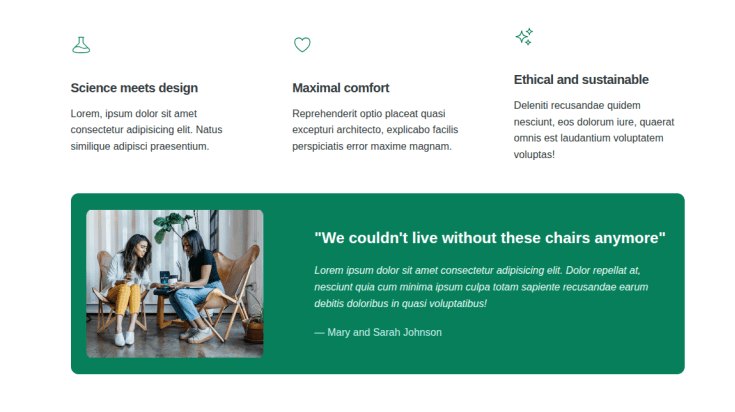 Science meets design
Lorem, ipsum dolor sit amet
consectetur adipisicing elit. Natus
similique adipisci praesentium.
Maximal comfort
Reprehenderit optio placeat quasi
excepturi architecto, explicabo facilis
perspiciatis error maxime magnam.
Ethical and sustainable
Deleniti recusandae quidem
nesciunt, eos dolorum iure, quaerat
omnis est laudantium voluptatem
voluptas!
"We couldn't live without these chairs anymore"
Lorem ipsum dolor sit amet consectetur adipisicing elit. Dolor repellat at,
nesciunt quia cum minima ipsum culpa totam sapiente recusandae earum
debitis doloribus in quasi voluptatibus!
— Mary and Sarah Johnson